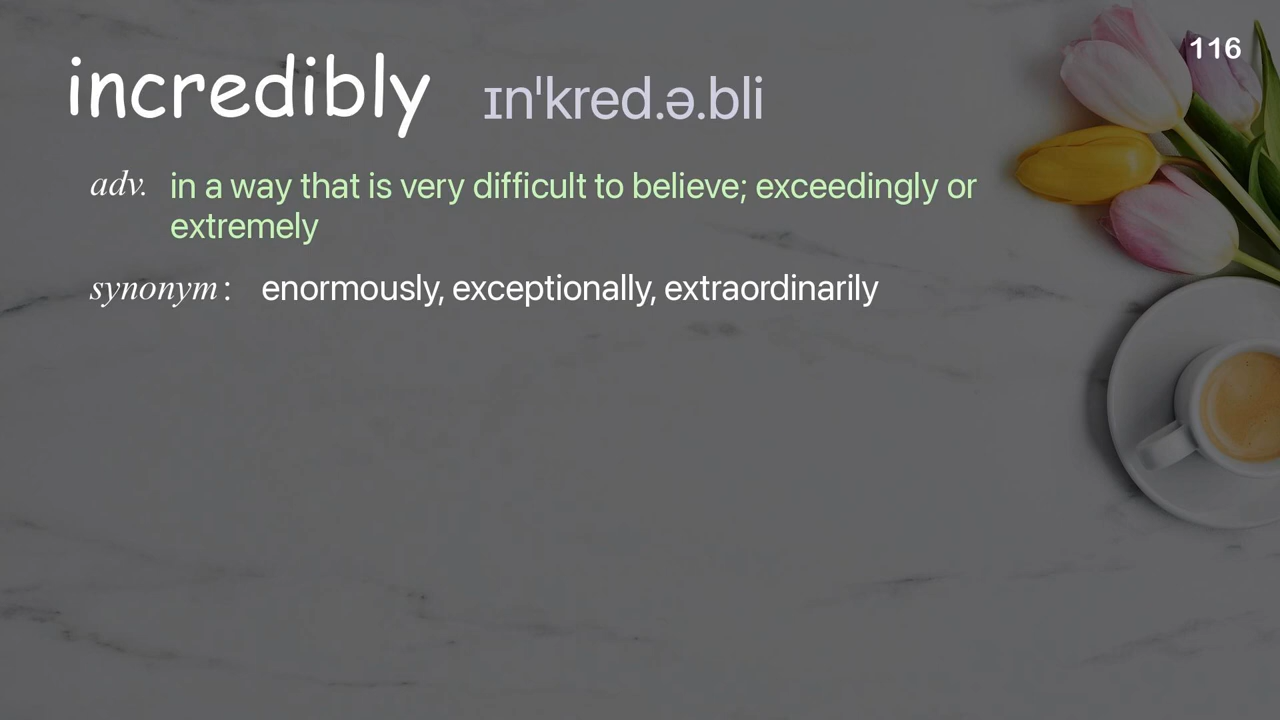 116
incredibly ɪnˈkred.ə.bli
adv. in a way that is very difficult to believe; exceedingly or
extremely
synonym: enormously, exceptionally, extraordinarily